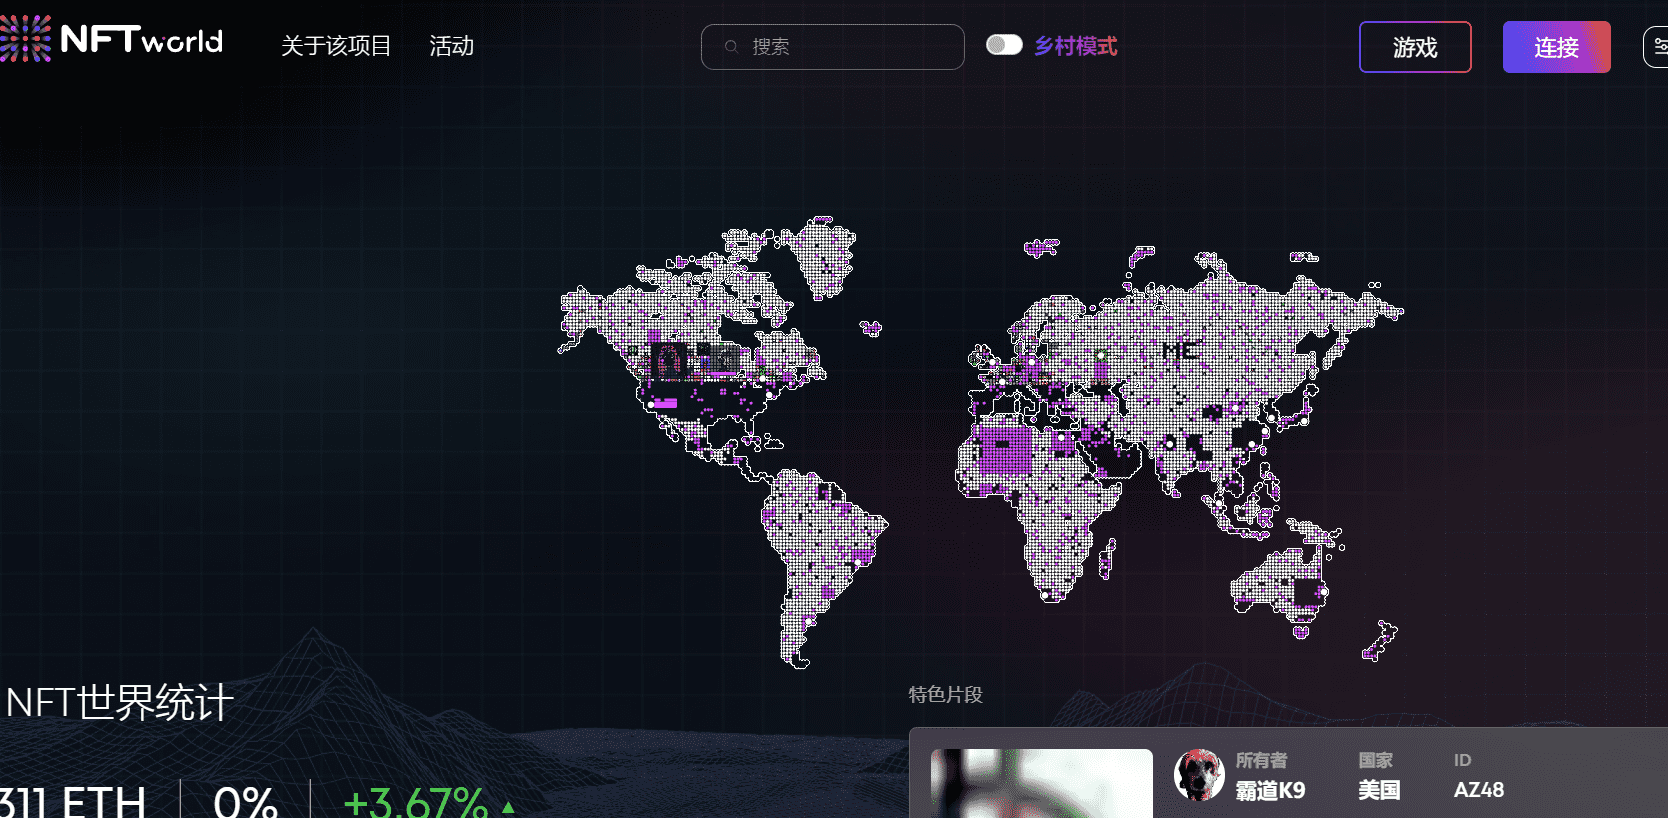 NFTworld
关于该项目
活动
搜索
乡村模式
游戏
连接
ME
NFT世界统计
311 ETH
0%
+3.67%
特色片段
所有者
国家
ID
霸道K9
美国
AZ48